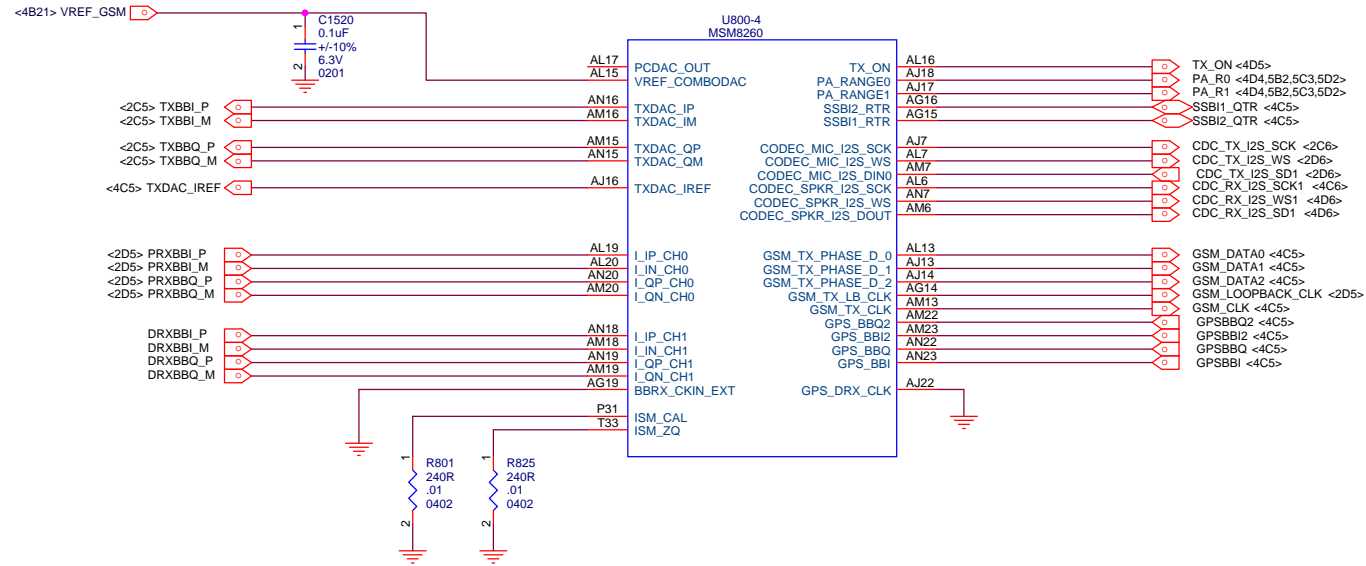 <4B21> VREF_GSM
1
C1520
0.1uF
+/-10%
6.3V
0201
2
U800-4
MSM8260
AL17 PCDAC_OUT
AL15 VREF_COMBODAC
<2C5> TXBBI_P AN16 TXDAC_IP
<2C5> TXBBI_M AM16 TXDAC_IM
<2C5> TXBBQ_P AM15 TXDAC_QP
<2C5> TXBBQ_M AN15 TXDAC_QM
<4C5> TXDAC_IREF AJ16 TXDAC_IREF
<2D5> PRXBBI_P AL19 I_IP_CH0
<2D5> PRXBBI_M AL20 I_IN_CH0
<2D5> PRXBBQ_P AN20 I_QP_CH0
<2D5> PRXBBQ_M AM20 I_QN_CH0
DRXBBI_P AN18 I_IP_CH1
DRXBBI_M AM18 I_IN_CH1
DRXBBQ_P AN19 I_QP_CH1
DRXBBQ_M AM19 I_QN_CH1
AG19 BBRX_CKIN_EXT
P31 ISM_CAL
T33 ISM_ZQ
TX_ON AL16 TX_ON <4D5>
PA_RANGE0 AJ18 PA_R0 <4D4,5B2,5C3,5D2>
PA_RANGE1 AJ17 PA_R1 <4D4,5B2,5C3,5D2>
SSBI2_RTR AG16 SSBI1_QTR <4C5>
SSBI1_RTR AG15 SSBI2_QTR <4C5>
CODEC_MIC_I2S_SCK AJ7 CDC_TX_I2S_SCK <2C6>
CODEC_MIC_I2S_WS AL7 CDC_TX_I2S_WS <2D6>
CODEC_MIC_I2S_DIN0 AM7 CDC_TX_I2S_SD1 <2D6>
CODEC_SPKR_I2S_SCK AL6 CDC_RX_I2S_SCK1 <4C6>
CODEC_SPKR_I2S_WS AN7 CDC_RX_I2S_WS1 <4D6>
CODEC_SPKR_I2S_DOUT AM6 CDC_RX_I2S_SD1 <4D6>
GSM_TX_PHASE_D_0 AL13 GSM_DATA0 <4C5>
GSM_TX_PHASE_D_1 AJ13 GSM_DATA1 <4C5>
GSM_TX_PHASE_D_2 AJ14 GSM_DATA2 <4C5>
GSM_TX_LB_CLK AG14 GSM_LOOPBACK_CLK <2D5>
GSM_TX_CLK AM13 GSM_CLK <4C5>
GPS_BBQ2 AM22 GPSBBQ2 <4C5>
GPS_BBI2 AM23 GPSBBI2 <4C5>
GPS_BBQ AN22 GPSBBQ <4C5>
GPS_BBI AN23 GPSBBI <4C5>
GPS_DRX_CLK AJ22
1
R801
240R
.01
0402
2
1
R825
240R
.01
0402
2